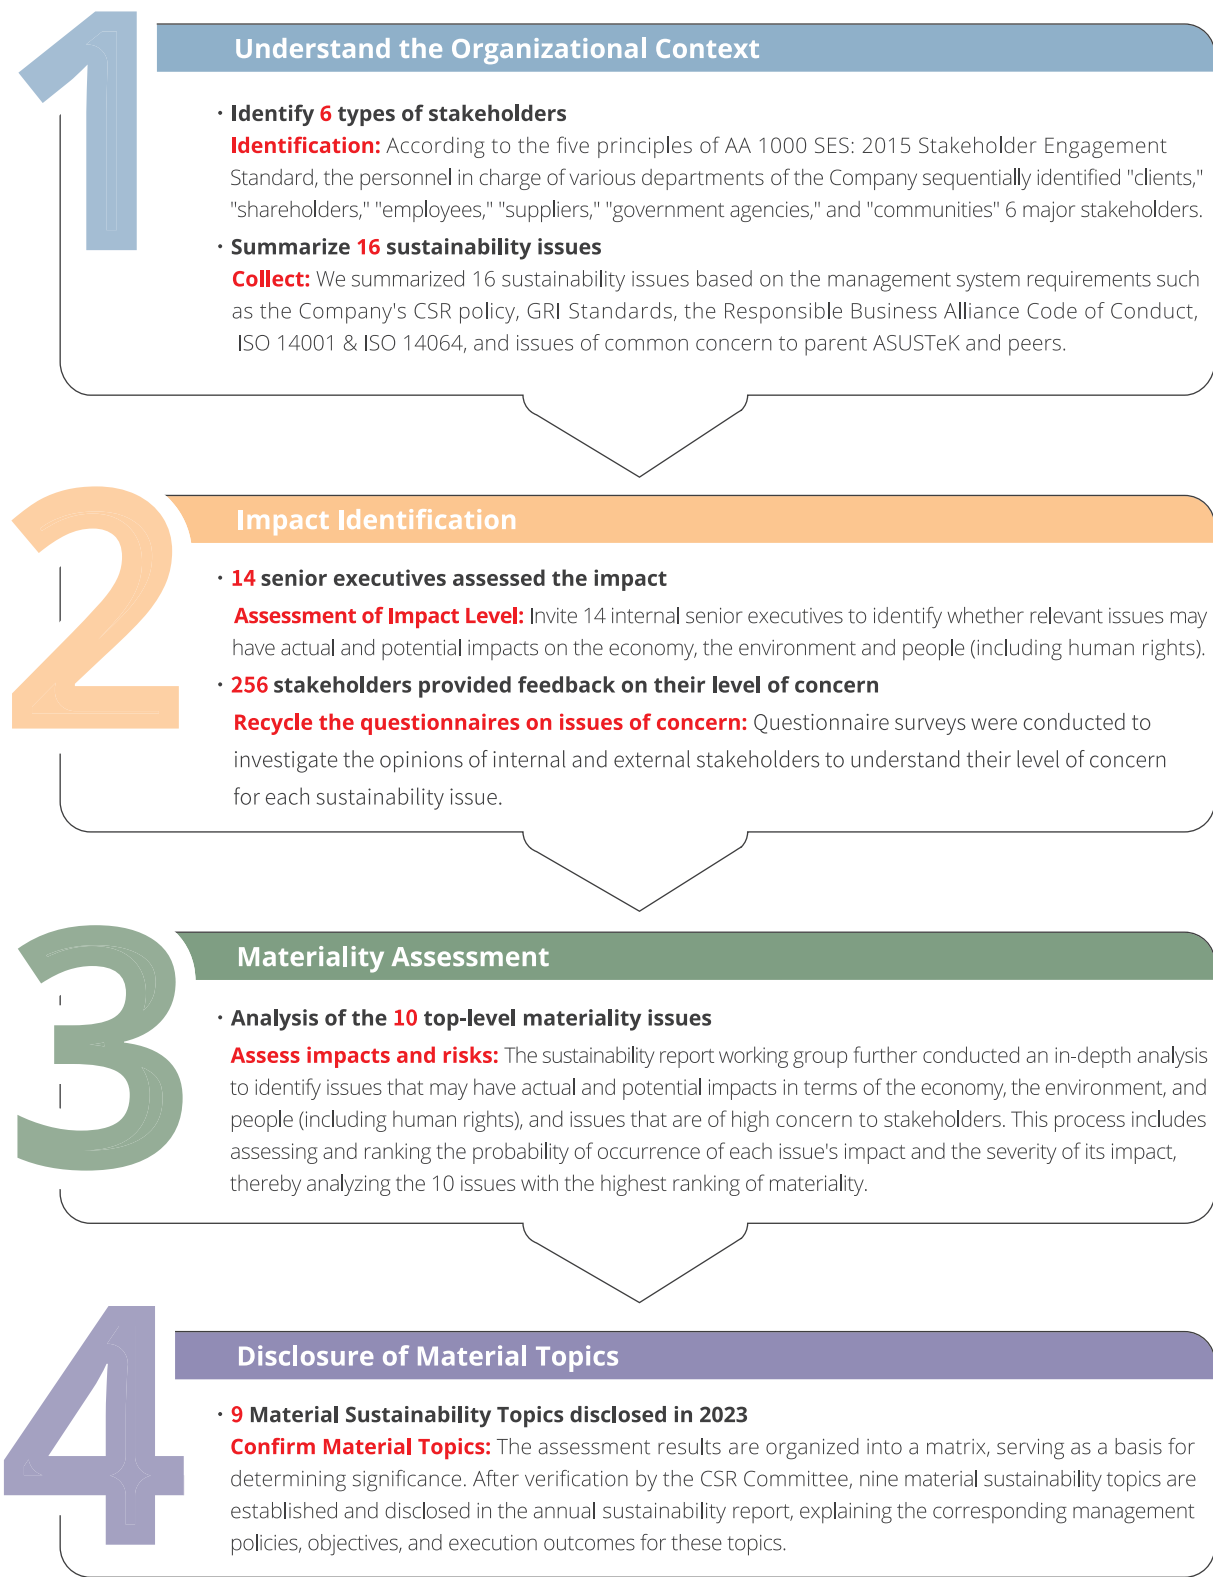 1
Understand the Organizational Context
· Identify 6 types of stakeholders
Identification: According to the five principles of AA 1000 SES: 2015 Stakeholder Engagement
Standard, the personnel in charge of various departments of the Company sequentially identified "clients,"
"shareholders," "employees," "suppliers," "government agencies," and "communities" 6 major stakeholders.
· Summarize 16 sustainability issues
Collect: We summarized 16 sustainability issues based on the management system requirements such
as the Company's CSR policy, GRI Standards, the Responsible Business Alliance Code of Conduct,
ISO 14001 & ISO 14064, and issues of common concern to parent ASUSTeK and peers.
2
Impact Identification
· 14 senior executives assessed the impact
Assessment of Impact Level: Invite 14 internal senior executives to identify whether relevant issues may
have actual and potential impacts on the economy, the environment and people (including human rights).
· 256 stakeholders provided feedback on their level of concern
Recycle the questionnaires on issues of concern: Questionnaire surveys were conducted to
investigate the opinions of internal and external stakeholders to understand their level of concern
for each sustainability issue.
3
Materiality Assessment
· Analysis of the 10 top-level materiality issues
Assess impacts and risks: The sustainability report working group further conducted an in-depth analysis
to identify issues that may have actual and potential impacts in terms of the economy, the environment, and
people (including human rights), and issues that are of high concern to stakeholders. This process includes
assessing and ranking the probability of occurrence of each issue's impact and the severity of its impact,
thereby analyzing the 10 issues with the highest ranking of materiality.
4
Disclosure of Material Topics
· 9 Material Sustainability Topics disclosed in 2023
Confirm Material Topics: The assessment results are organized into a matrix, serving as a basis for
determining significance. After verification by the CSR Committee, nine material sustainability topics are
established and disclosed in the annual sustainability report, explaining the corresponding management
policies, objectives, and execution outcomes for these topics.